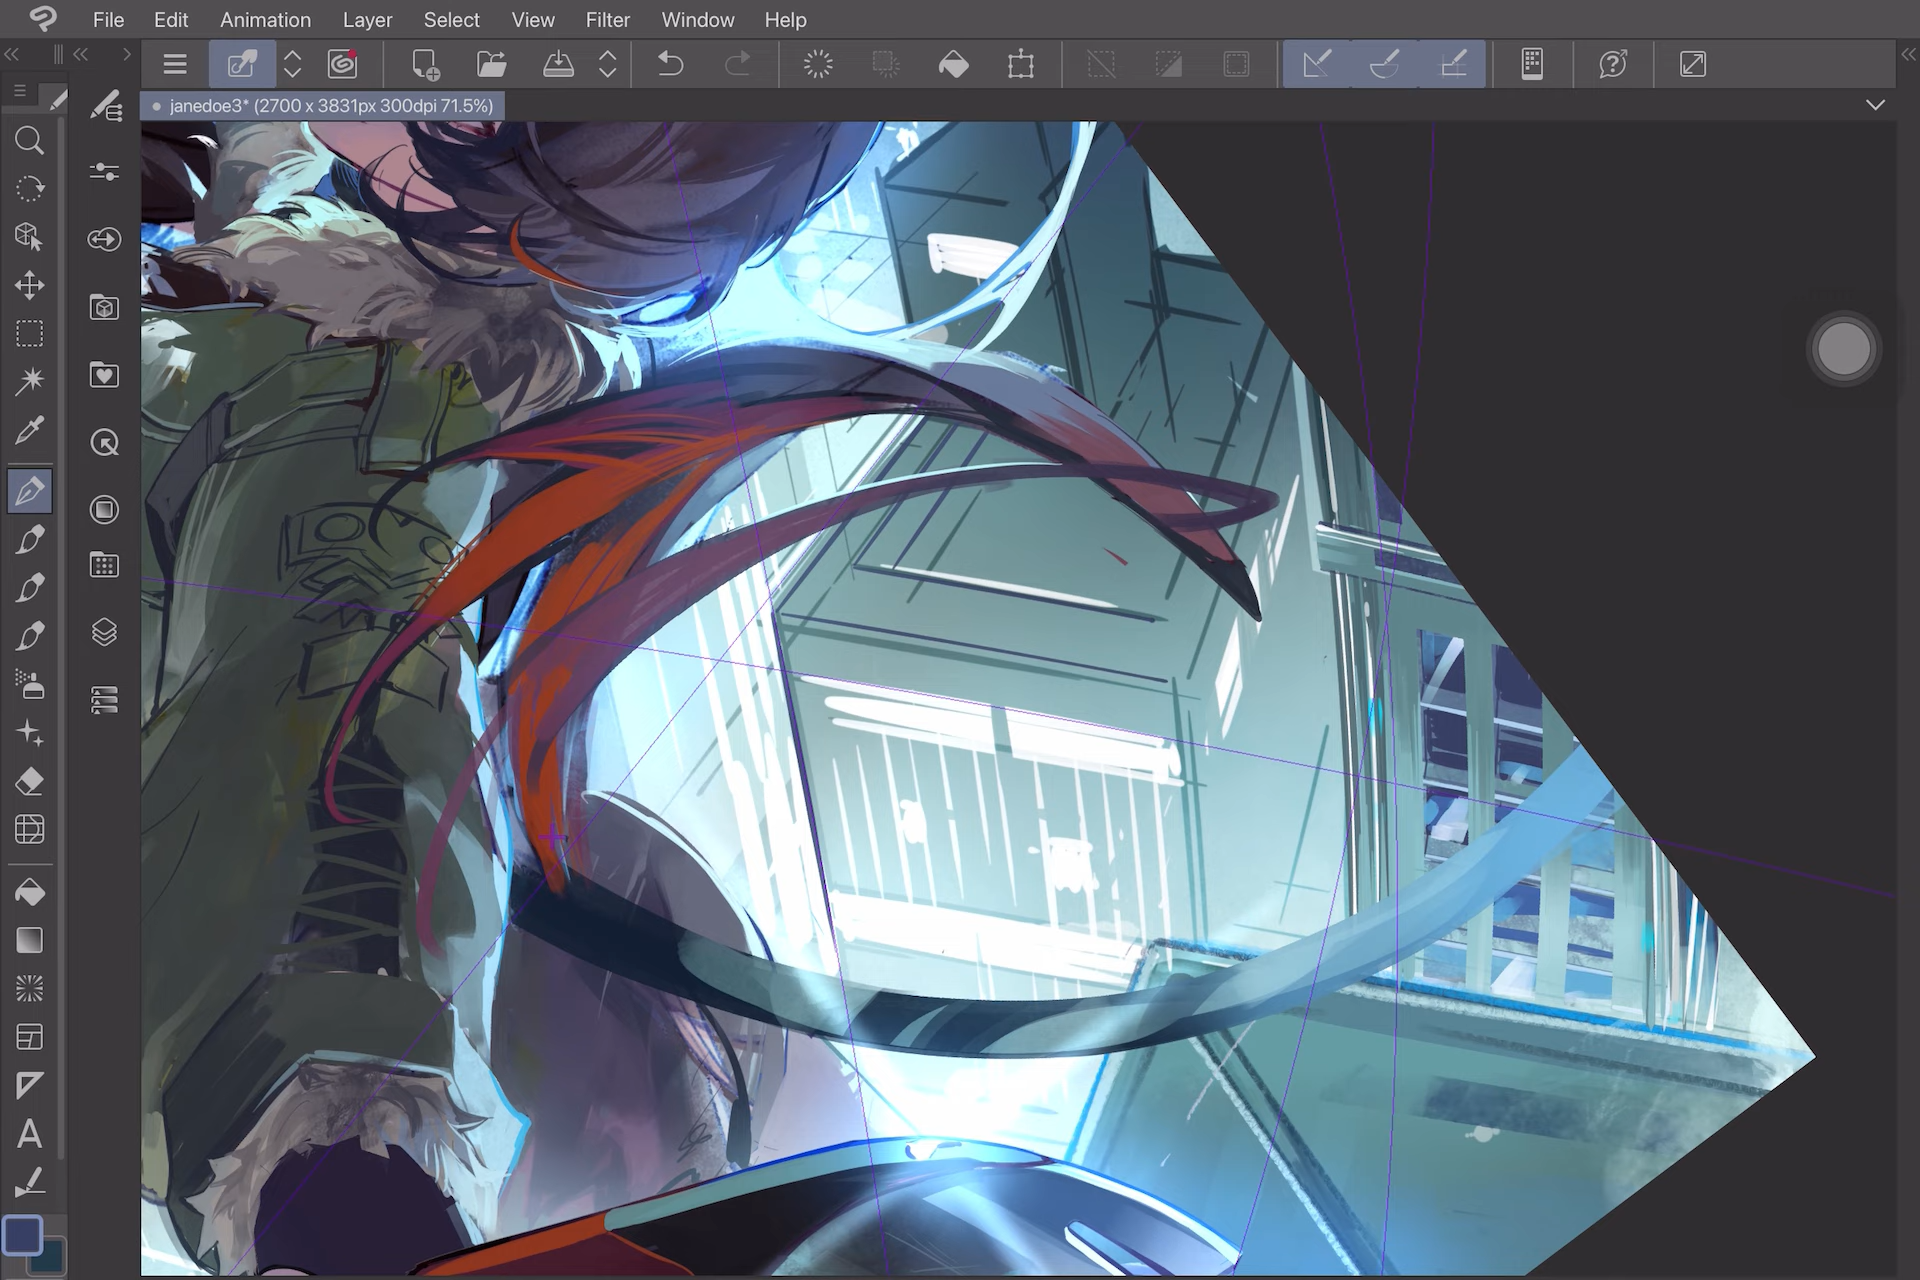 File Edit Animation Layer Select View Filter Window Help
janedoe3* (2700 x 3831px 300dpi 71.5%)
A